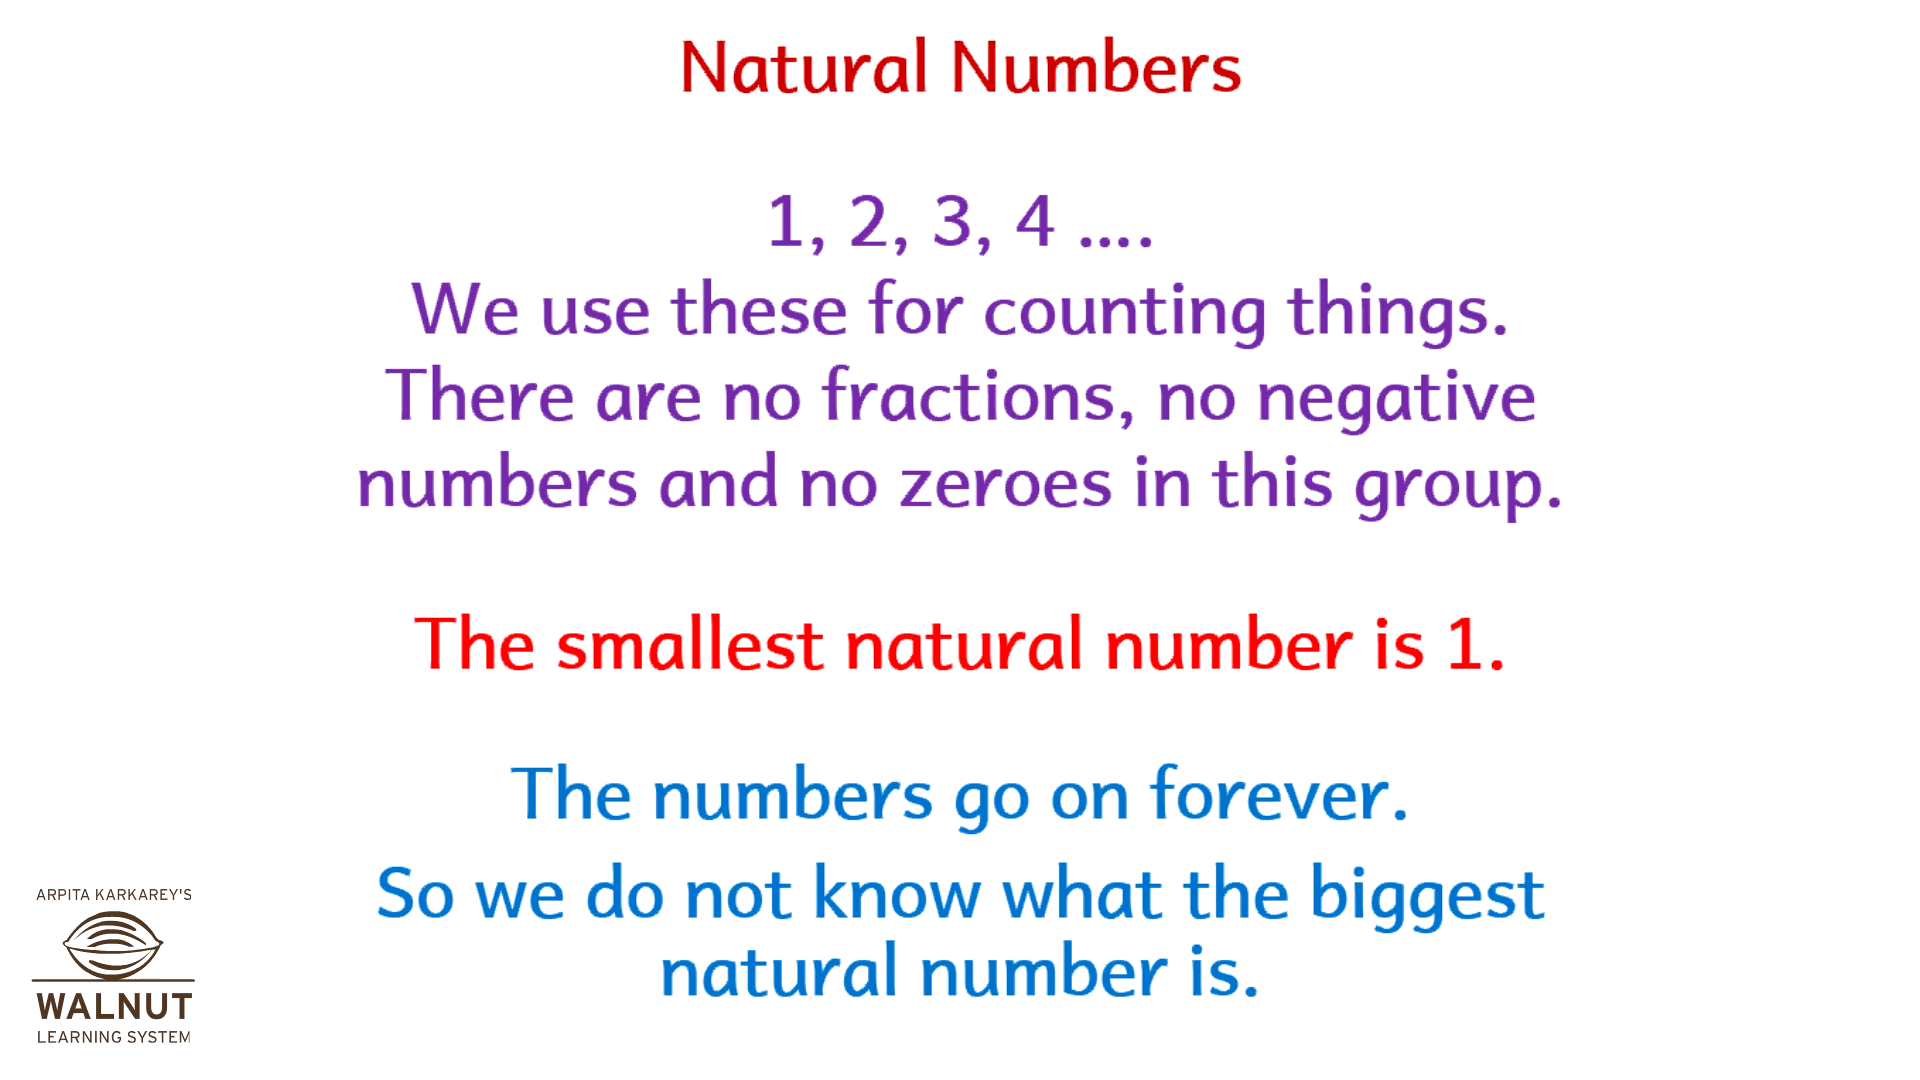 Natural Numbers
1, 2, 3, 4 ....
We use these for counting things.
There are no fractions, no negative
numbers and no zeroes in this group.
The smallest natural number is 1.
The numbers go on forever.
So we do not know what the biggest
natural number is.
ARPITA KARKAREY'S
WALNUT
LEARNING SYSTEM